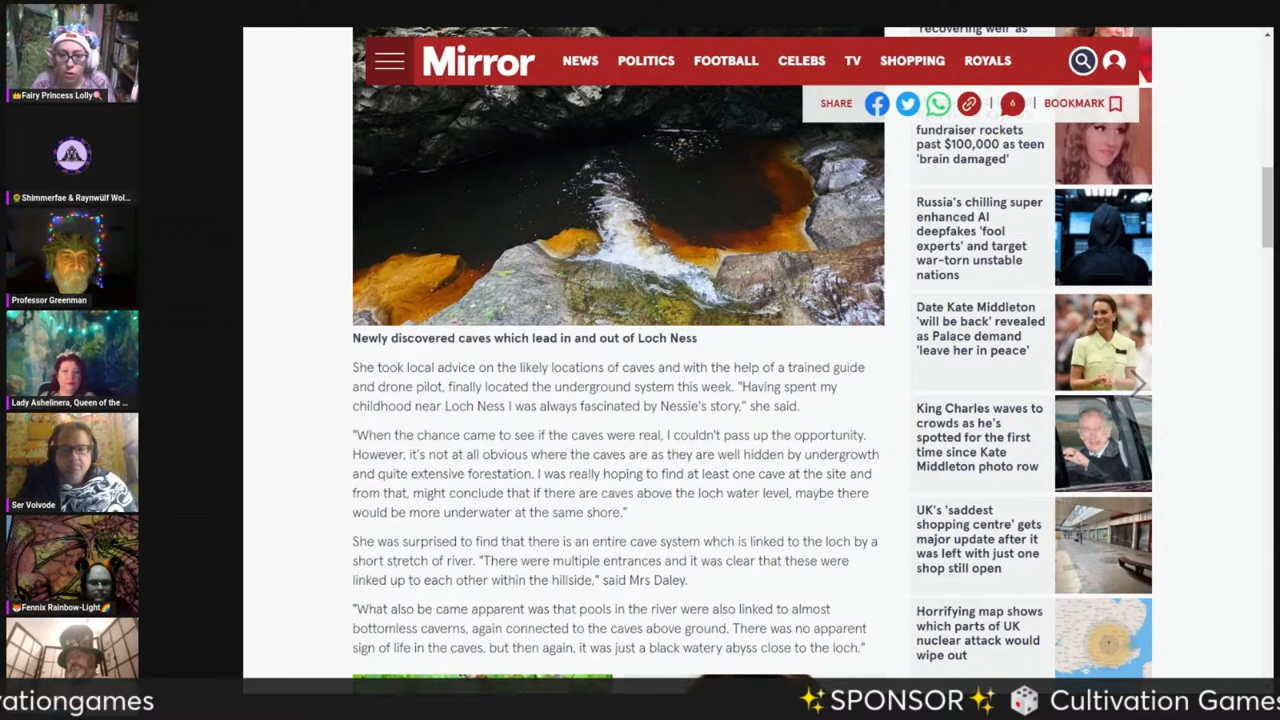 👑Fairy Princess Lolly🍭
🌻Shimmerfae & Raynwülf Wol...
Professor Greenman
Lady Ashelinera, Queen of the ...
Ser Voivode
🦊Fennix Rainbow-Light🌈
Mirror
NEWS POLITICS FOOTBALL CELEBS TV SHOPPING ROYALS
SHARE 6 BOOKMARK
Newly discovered caves which lead in and out of Loch Ness
She took local advice on the likely locations of caves and with the help of a trained guide
and drone pilot, finally located the underground system this week. "Having spent my
childhood near Loch Ness I was always fascinated by Nessie's story," she said.
"When the chance came to see if the caves were real, I couldn't pass up the opportunity.
However, it's not at all obvious where the caves are as they are well hidden by undergrowth
and quite extensive forestation. I was really hoping to find at least one cave at the site and
from that, might conclude that if there are caves above the loch water level, maybe there
would be more underwater at the same shore."
She was surprised to find that there is an entire cave system whch is linked to the loch by a
short stretch of river. "There were multiple entrances and it was clear that these were
linked up to each other within the hillside," said Mrs Daley.
"What also be came apparent was that pools in the river were also linked to almost
bottomless caverns, again connected to the caves above ground. There was no apparent
sign of life in the caves, but then again, it was just a black watery abyss close to the loch."
recovering well' as
fundraiser rockets
past $100,000 as teen
'brain damaged'
Russia's chilling super
enhanced AI
deepfakes 'fool
experts' and target
war-torn unstable
nations
Date Kate Middleton
'will be back' revealed
as Palace demand
'leave her in peace'
King Charles waves to
crowds as he's
spotted for the first
time since Kate
Middleton photo row
UK's 'saddest
shopping centre' gets
major update after it
was left with just one
shop still open
Horrifying map shows
which parts of UK
nuclear attack would
wipe out
vationgames ✨SPONSOR✨ 🎲 Cultivation Games